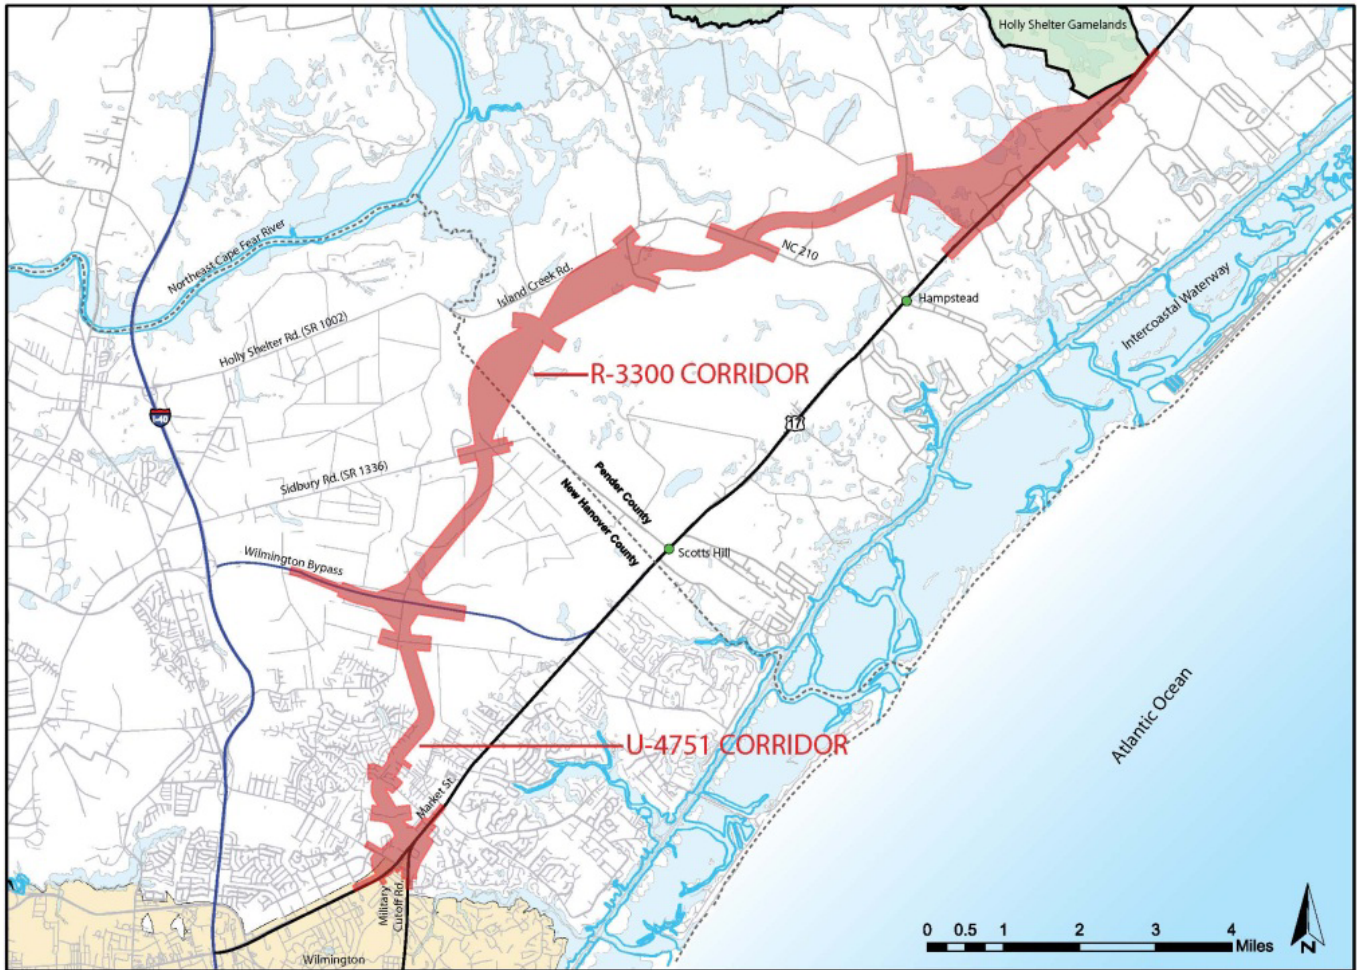 Holly Shelter Gamelands
Northeast Cape Fear River
Island Creek Rd.
NC 210
Hampstead
Intercoastal Waterway
Holly Shelter Rd. (SR 1002)
R-3300 CORRIDOR
I-40
17
Sidbury Rd. (SR 1336)
Pender County
New Hanover County
Scotts Hill
Wilmington Bypass
Atlantic Ocean
U-4751 CORRIDOR
Market St.
Military
Cutoff Rd.
Wilmington
0 0.5 1 2 3 4
Miles
N